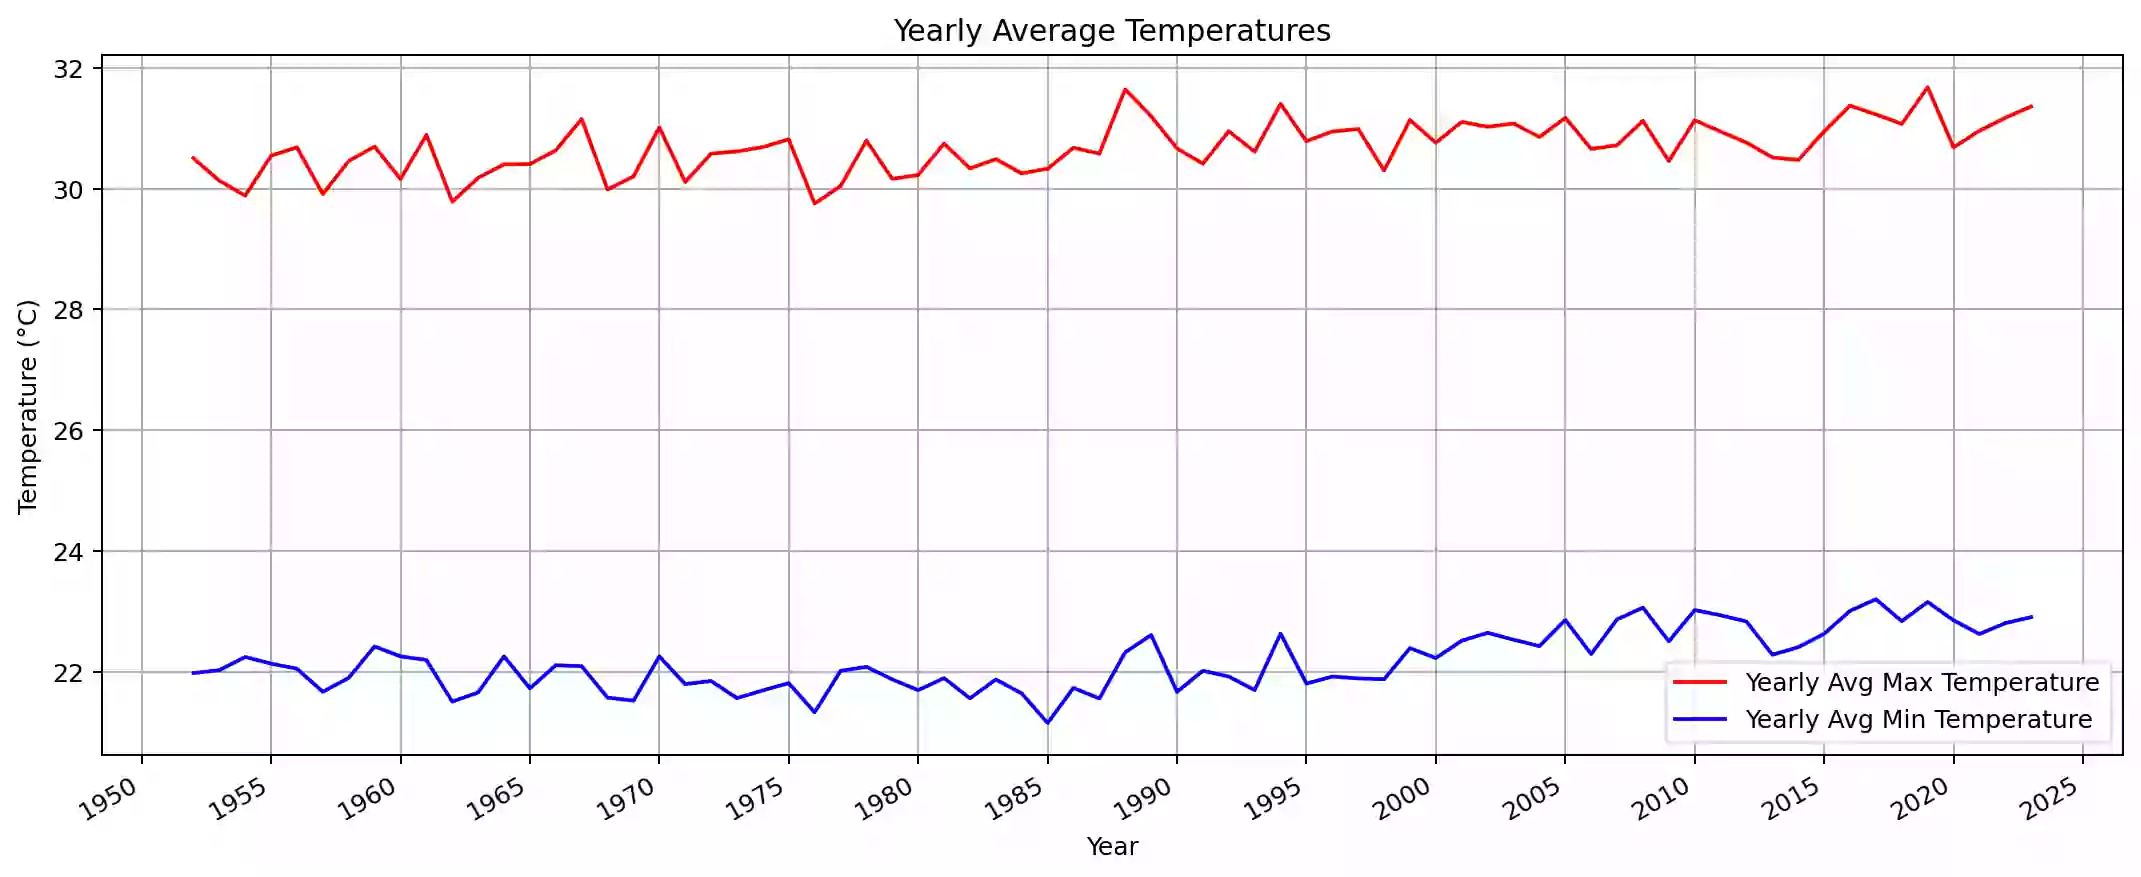 Yearly Average Temperatures
32
30
28
26
24
22
Temperature (°C)
Yearly Avg Max Temperature
Yearly Avg Min Temperature
1950 1955 1960 1965 1970 1975 1980 1985 1990 1995 2000 2005 2010 2015 2020 2025
Year